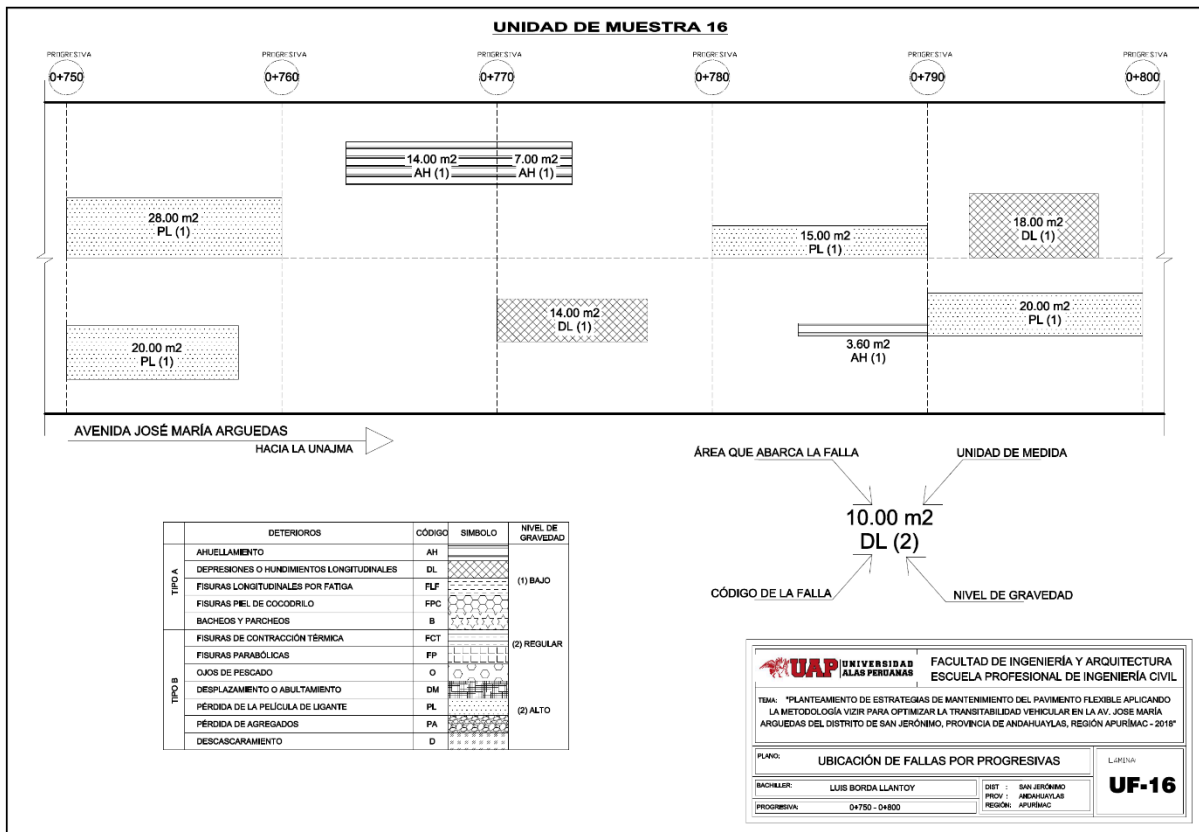 UNIDAD DE MUESTRA 16
PROGRESIVA PROGRESIVA PROGRESIVA PROGRESIVA PROGRESIVA PROGRESIVA
0+750 0+760 0+770 0+780 0+790 0+800
14.00 m2 7.00 m2
AH (1) AH (1)
28.00 m2
PL (1)
15.00 m2
PL (1)
18.00 m2
DL (1)
20.00 m2
PL (1)
14.00 m2
DL (1)
3.60 m2
AH (1)
20.00 m2
PL (1)
AVENIDA JOSÉ MARÍA ARGUEDAS
HACIA LA UNAJMA
ÁREA QUE ABARCA LA FALLA UNIDAD DE MEDIDA
10.00 m2
DL (2)
CÓDIGO DE LA FALLA NIVEL DE GRAVEDAD
DETERIOROS CÓDIGO SIMBOLO NIVEL DE GRAVEDAD
TIPO A
AHUELLAMIENTO AH
DEPRESIONES O HUNDIMIENTOS LONGITUDINALES DL
FISURAS LONGITUDINALES POR FATIGA FLF
FISURAS PIEL DE COCODRILO FPC
BACHEOS Y PARCHEOS B
(1) BAJO
TIPO B
FISURAS DE CONTRACCIÓN TÉRMICA FCT
FISURAS PARABÓLICAS FP
OJOS DE PESCADO O
DESPLAZAMIENTO O ABULTAMIENTO DM
PÉRDIDA DE LA PELÍCULA DE LIGANTE PL
PÉRDIDA DE AGREGADOS PA
DESCASCARAMIENTO D
(2) REGULAR
(2) ALTO
UAP UNIVERSIDAD ALAS PERUANAS
FACULTAD DE INGENIERÍA Y ARQUITECTURA
ESCUELA PROFESIONAL DE INGENIERÍA CIVIL
TEMA: "PLANTEAMIENTO DE ESTRATEGIAS DE MANTENIMIENTO DEL PAVIMENTO FLEXIBLE APLICANDO
LA METODOLOGÍA VIZIR PARA OPTIMIZAR LA TRANSITABILIDAD VEHICULAR EN LA AV. JOSE MARÍA
ARGUEDAS DEL DISTRITO DE SAN JERÓNIMO, PROVINCIA DE ANDAHUAYLAS, REGIÓN APURÍMAC - 2018"
PLANO: UBICACIÓN DE FALLAS POR PROGRESIVAS
LAMINA:
UF-16
BACHILLER: LUIS BORDA LLANTOY
DIST : SAN JERÓNIMO
PROV : ANDAHUAYLAS
REGIÓN: APURÍMAC
PROGRESIVA: 0+750 - 0+800